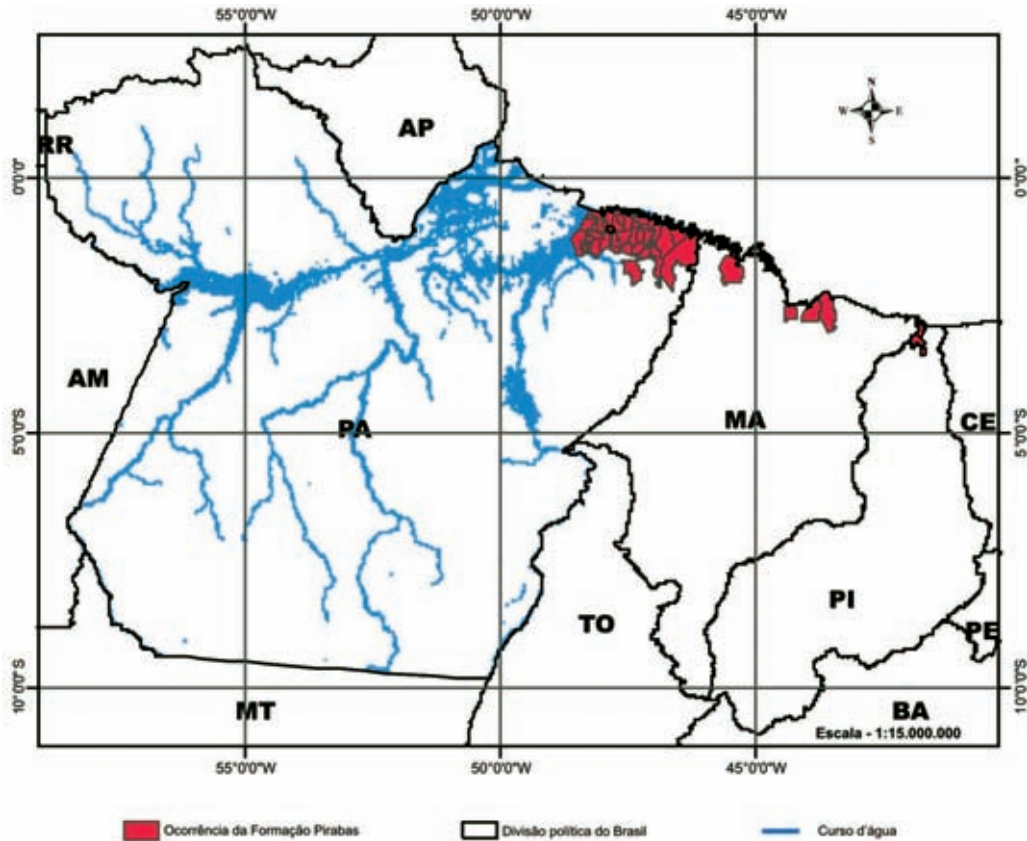 55°0'0"W 50°0'0"W 45°0'0"W
N
W E
S
AP
RR
0°0'0" 0°0'0"
AM
PA
MA
CE
5°0'0"S 5°0'0"S
PI
TO
PE
10°0'0"S 10°0'0"S
MT
BA
Escala - 1:15.000.000
55°0'0"W 50°0'0"W 45°0'0"W
Ocorrência da Formação Pirabas Divisão política do Brasil Curso d'água